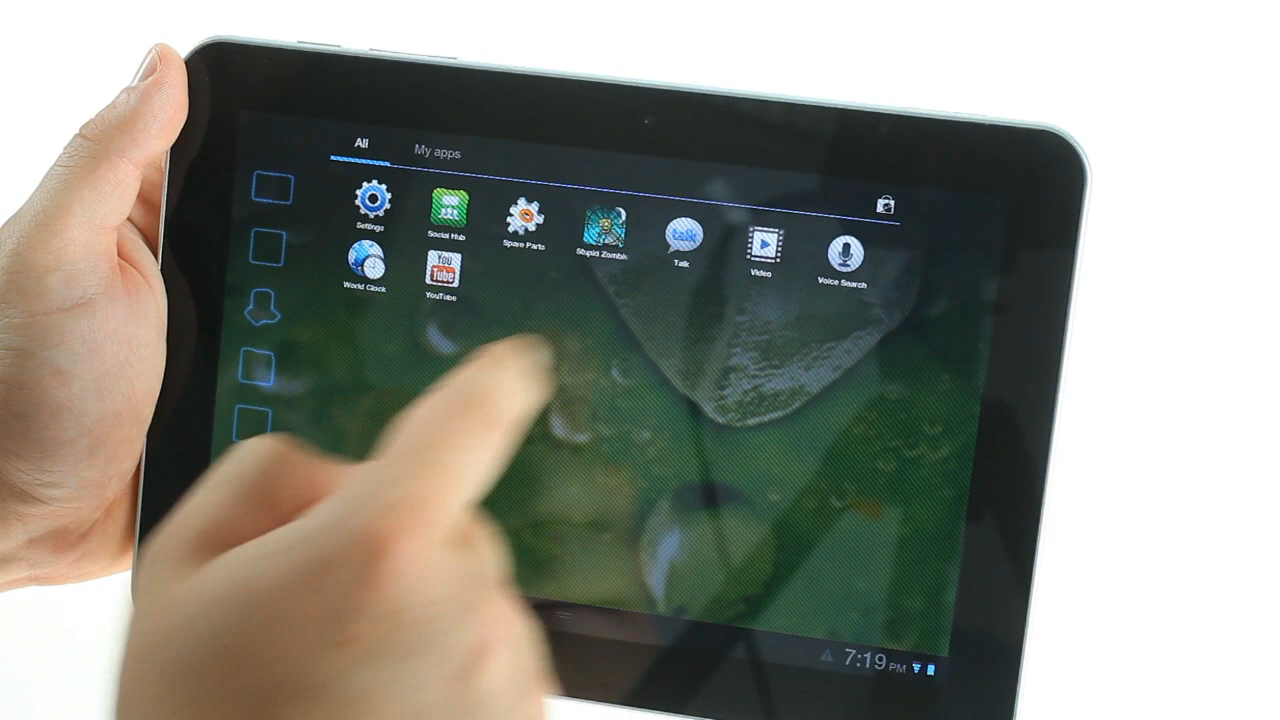 All My apps
Settings Social Hub Spare Parts Stupid Zombie Talk Video Voice Search
talk
World Clock YouTube
You
Tube
7:19 PM